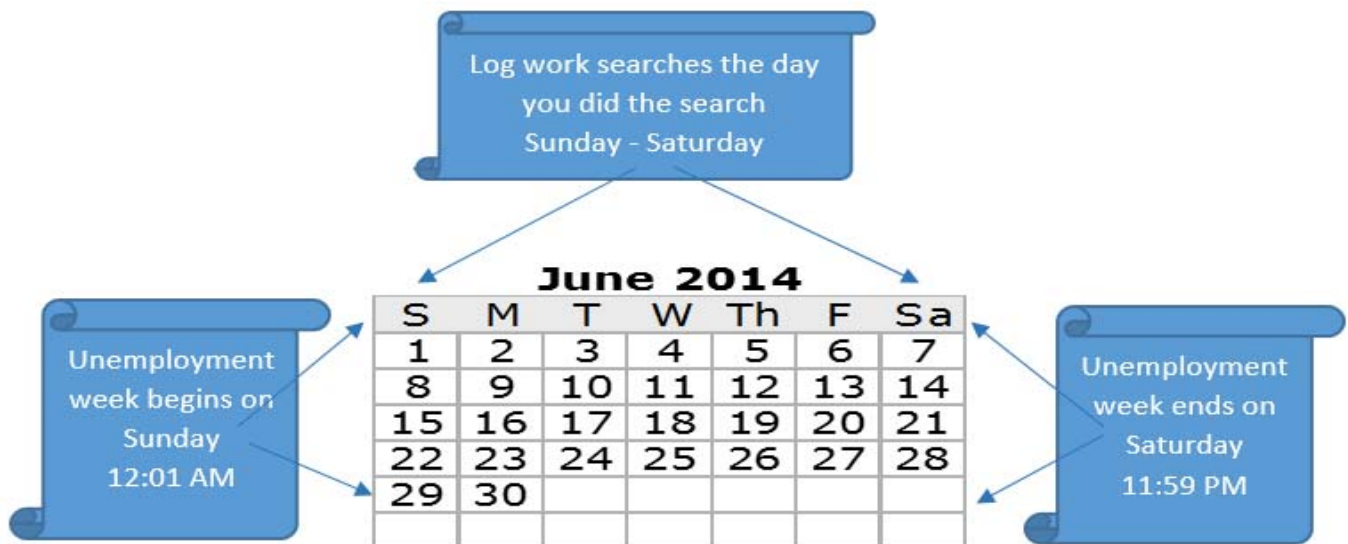 Log work searches the day
you did the search
Sunday - Saturday
Unemployment
week begins on
Sunday
12:01 AM
June 2014
S M T W Th F Sa
1 2 3 4 5 6 7
8 9 10 11 12 13 14
15 16 17 18 19 20 21
22 23 24 25 26 27 28
29 30
Unemployment
week ends on
Saturday
11:59 PM